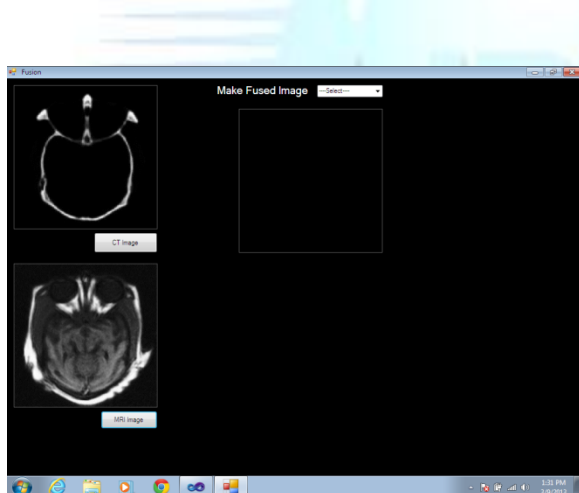 Fusion
Make Fused Image
---Select---
CT Image
MRI Image
1:31 PM